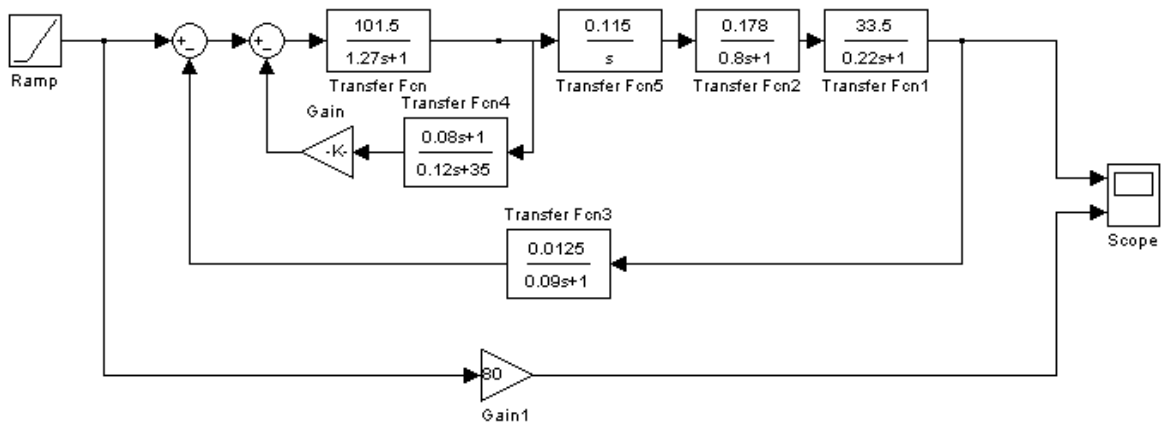 Ramp
+
-
+
-
101.5
1.27s+1
Transfer Fcn
0.115
s
Transfer Fcn5
0.178
0.8s+1
Transfer Fcn2
33.5
0.22s+1
Transfer Fcn1
Gain
-K-
Transfer Fcn4
0.08s+1
0.12s+35
Transfer Fcn3
0.0125
0.09s+1
Scope
80
Gain1